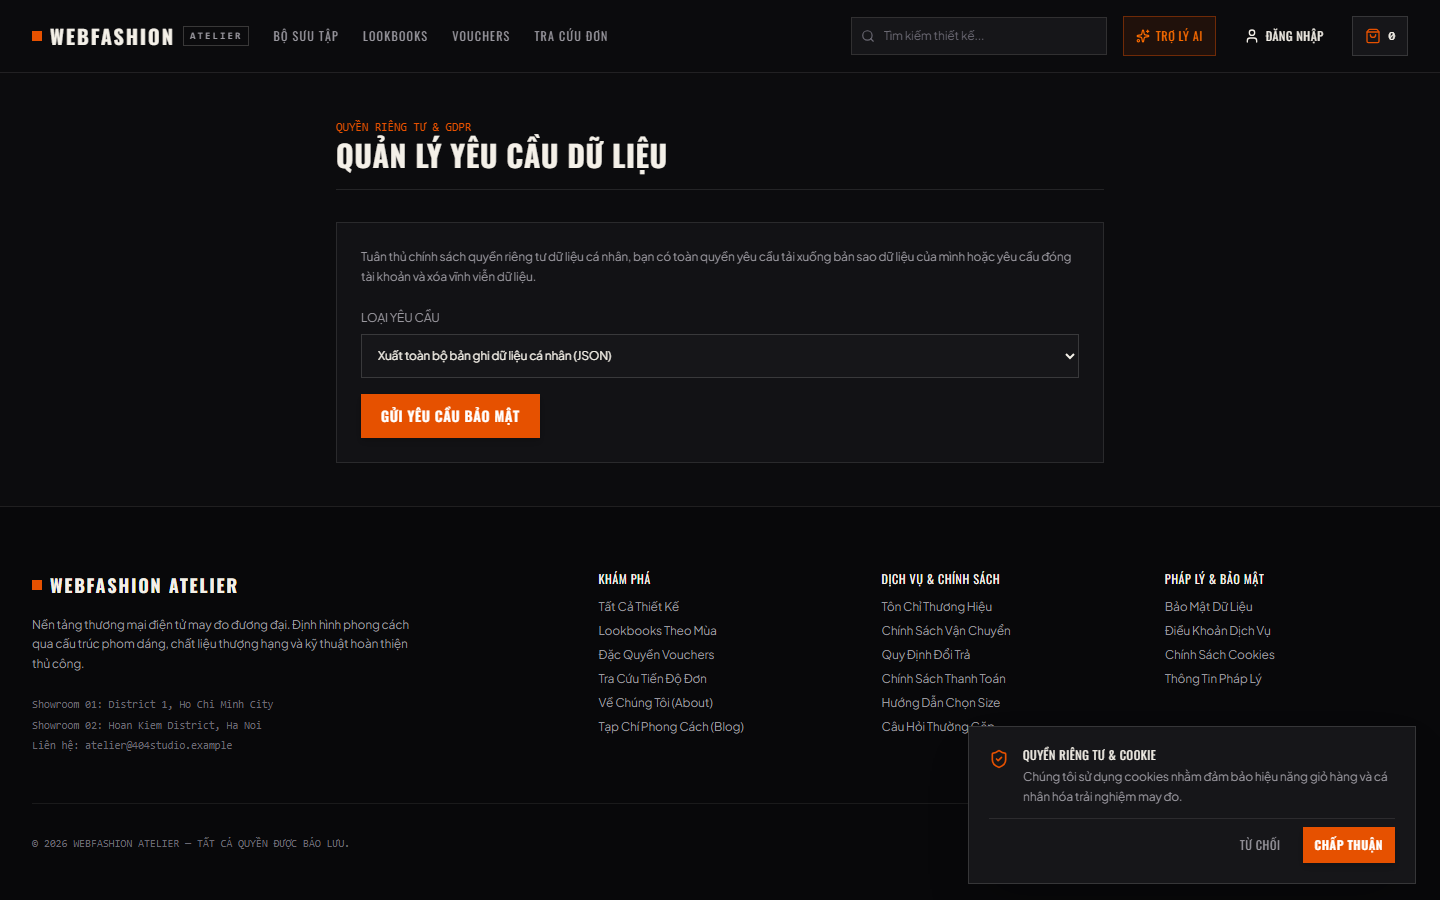 WEBFASHION ATELIER
BỘ SƯU TẬP
LOOKBOOKS
VOUCHERS
TRA CỨU ĐƠN
Tìm kiếm thiết kế...
TRỢ LÝ AI
ĐĂNG NHẬP
0
QUYỀN RIÊNG TƯ & GDPR
QUẢN LÝ YÊU CẦU DỮ LIỆU
Tuân thủ chính sách quyền riêng tư dữ liệu cá nhân, bạn có toàn quyền yêu cầu tải xuống bản sao dữ liệu của mình hoặc yêu cầu đóng
tài khoản và xóa vĩnh viễn dữ liệu.
LOẠI YÊU CẦU
Xuất toàn bộ bản ghi dữ liệu cá nhân (JSON)
GỬI YÊU CẦU BẢO MẬT
WEBFASHION ATELIER
Nền tảng thương mại điện tử may đo đương đại. Định hình phong cách
qua cấu trúc phom dáng, chất liệu thượng hạng và kỹ thuật hoàn thiện
thủ công.
Showroom 01: District 1, Ho Chi Minh City
Showroom 02: Hoan Kiem District, Ha Noi
Liên hệ: atelier@404studio.example
KHÁM PHÁ
Tất Cả Thiết Kế
Lookbooks Theo Mùa
Đặc Quyền Vouchers
Tra Cứu Tiến Độ Đơn
Về Chúng Tôi (About)
Tạp Chí Phong Cách (Blog)
DỊCH VỤ & CHÍNH SÁCH
Tôn Chỉ Thương Hiệu
Chính Sách Vận Chuyển
Quy Định Đổi Trả
Chính Sách Thanh Toán
Hướng Dẫn Chọn Size
Câu Hỏi Thường Gặp
PHÁP LÝ & BẢO MẬT
Bảo Mật Dữ Liệu
Điều Khoản Dịch Vụ
Chính Sách Cookies
Thông Tin Pháp Lý
QUYỀN RIÊNG TƯ & COOKIE
Chúng tôi sử dụng cookies nhằm đảm bảo hiệu năng giỏ hàng và cá
nhân hóa trải nghiệm may đo.
TỪ CHỐI
CHẤP THUẬN
© 2026 WEBFASHION ATELIER — TẤT CẢ QUYỀN ĐƯỢC BẢO LƯU.